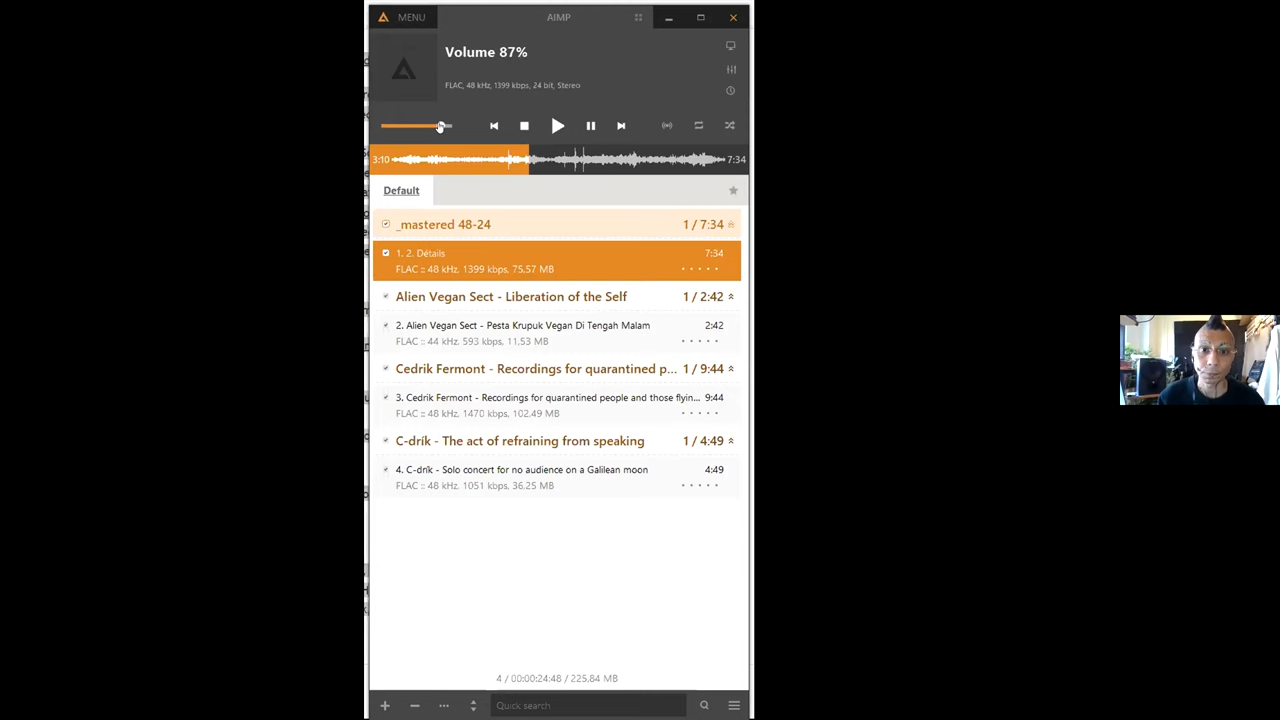 MENU
AIMP
Volume 87%
FLAC, 48 kHz, 1399 kbps, 24 bit, Stereo
3:10
7:34
Default
_mastered 48-24 1 / 7:34
1. 2. Détails 7:34
FLAC :: 48 kHz, 1399 kbps, 75,57 MB
Alien Vegan Sect - Liberation of the Self 1 / 2:42
2. Alien Vegan Sect - Pesta Krupuk Vegan Di Tengah Malam 2:42
FLAC :: 44 kHz, 593 kbps, 11,53 MB
Cedrik Fermont - Recordings for quarantined p... 1 / 9:44
3. Cedrik Fermont - Recordings for quarantined people and those flyin... 9:44
FLAC :: 48 kHz, 1470 kbps, 102,49 MB
C-drík - The act of refraining from speaking 1 / 4:49
4. C-drík - Solo concert for no audience on a Galilean moon 4:49
FLAC :: 48 kHz, 1051 kbps, 36,25 MB
4 / 00:00:24:48 / 225,84 MB
Quick search